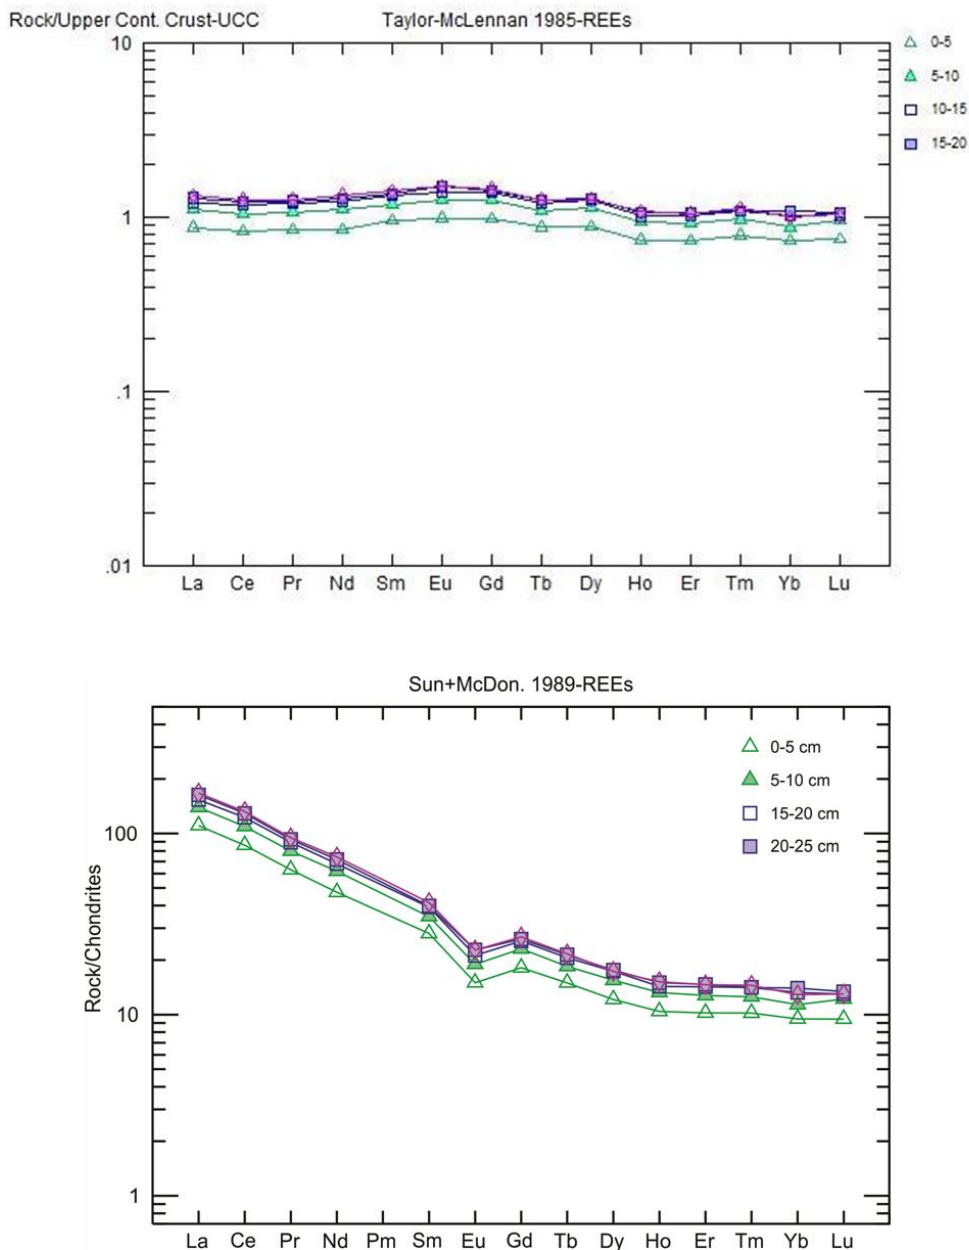 Rock/Upper Cont. Crust-UCC Taylor-McLennan 1985-REEs
10
0-5
5-10
10-15
15-20
1
.1
.01
La Ce Pr Nd Sm Eu Gd Tb Dy Ho Er Tm Yb Lu
Sun+McDon. 1989-REEs
0-5 cm
5-10 cm
15-20 cm
20-25 cm
100
10
1
Rock/Chondrites
La Ce Pr Nd Pm Sm Eu Gd Tb Dy Ho Er Tm Yb Lu